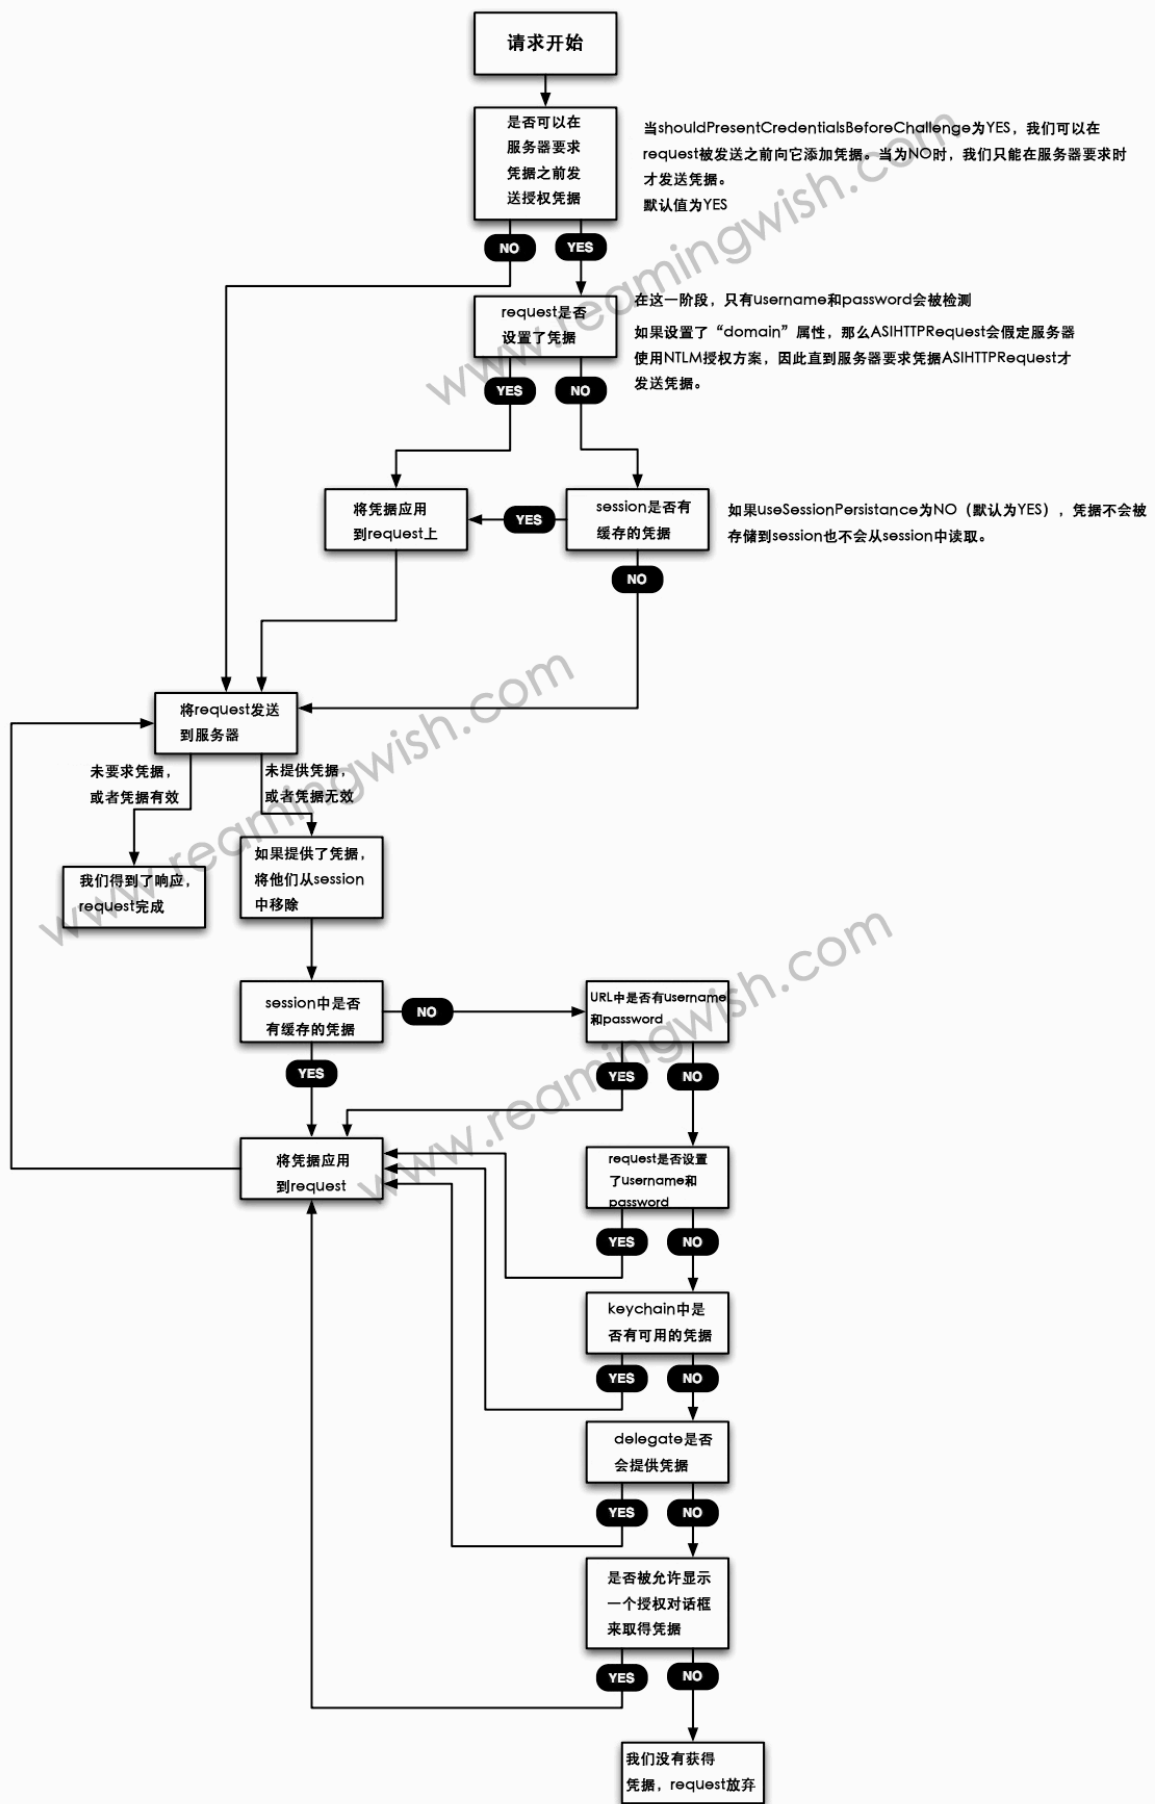 请求开始
是否可以在
服务器要求
凭据之前发
送授权凭据
当shouldPresentCredentialsBeforeChallenge为YES，我们可以在
request被发送之前向它添加凭据。当为NO时，我们只能在服务器要求时
才发送凭据。
默认值为YES
NO
YES
request是否
设置了凭据
在这一阶段，只有username和password会被检测
如果设置了“domain”属性，那么ASIHTTPRequest会假定服务器
使用NTLM授权方案，因此直到服务器要求凭据ASIHTTPRequest才
发送凭据。
YES
NO
将凭据应用
到request上
YES
session是否有
缓存的凭据
如果useSessionPersistance为NO（默认为YES），凭据不会被
存储到session也不会从session中读取。
NO
将request发送
到服务器
未要求凭据，
或者凭据有效
未提供凭据，
或者凭据无效
我们得到了响应，
request完成
如果提供了凭据，
将他们从session
中移除
session中是否
有缓存的凭据
NO
URL中是否有username
和password
YES
YES
NO
将凭据应用
到request
request是否设置
了username和
password
YES
NO
keychain中是
否有可用的凭据
YES
NO
delegate是否
会提供凭据
YES
NO
是否被允许显示
一个授权对话框
来取得凭据
YES
NO
我们没有获得
凭据，request放弃
www.reamingwish.com
www.reamingwish.com
www.reamingwish.com